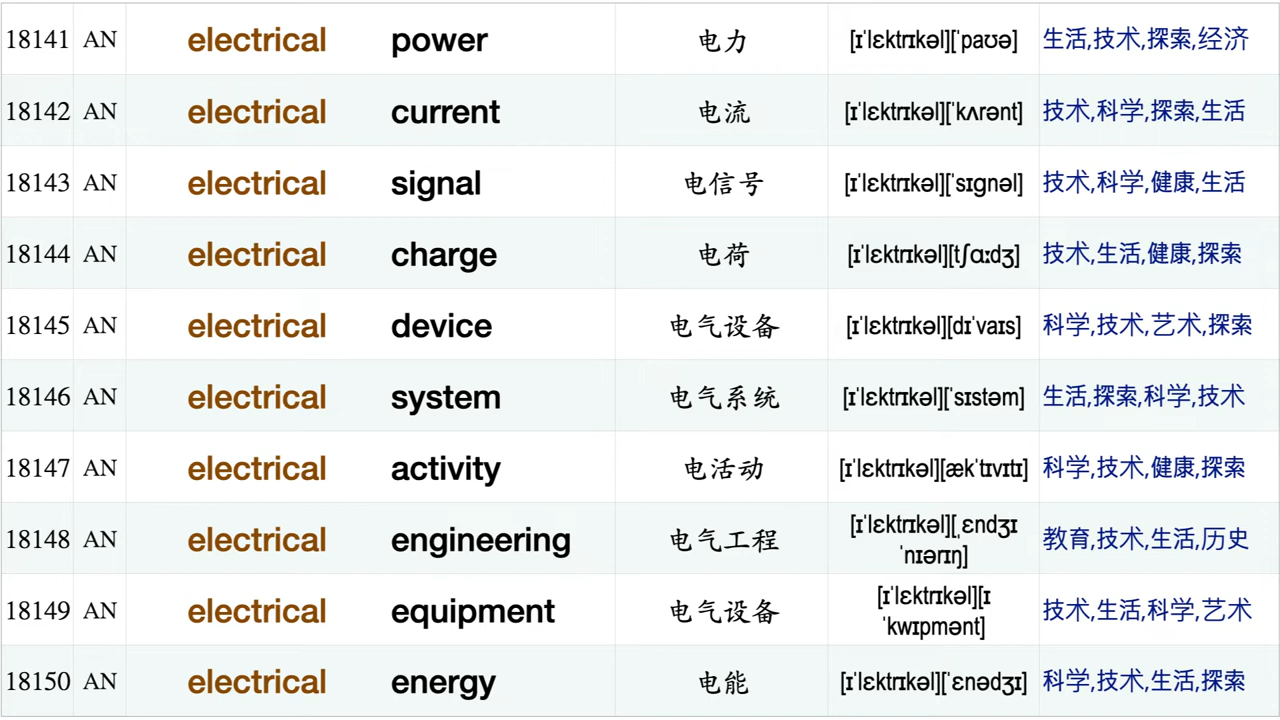 18141 AN electrical power 电力 [ɪˈlɛktrɪkəl][ˈpaʊə] 生活,技术,探索,经济
18142 AN electrical current 电流 [ɪˈlɛktrɪkəl][ˈkʌrənt] 技术,科学,探索,生活
18143 AN electrical signal 电信号 [ɪˈlɛktrɪkəl][ˈsɪgnəl] 技术,科学,健康,生活
18144 AN electrical charge 电荷 [ɪˈlɛktrɪkəl][tʃɑːdʒ] 技术,生活,健康,探索
18145 AN electrical device 电气设备 [ɪˈlɛktrɪkəl][dɪˈvaɪs] 科学,技术,艺术,探索
18146 AN electrical system 电气系统 [ɪˈlɛktrɪkəl][ˈsɪstəm] 生活,探索,科学,技术
18147 AN electrical activity 电活动 [ɪˈlɛktrɪkəl][ækˈtɪvɪtɪ] 科学,技术,健康,探索
18148 AN electrical engineering 电气工程 [ɪˈlɛktrɪkəl][ˌɛndʒɪ
ˈnɪərɪŋ] 教育,技术,生活,历史
18149 AN electrical equipment 电气设备 [ɪˈlɛktrɪkəl][ɪ
ˈkwɪpmənt] 技术,生活,科学,艺术
18150 AN electrical energy 电能 [ɪˈlɛktrɪkəl][ˈɛnədʒɪ] 科学,技术,生活,探索